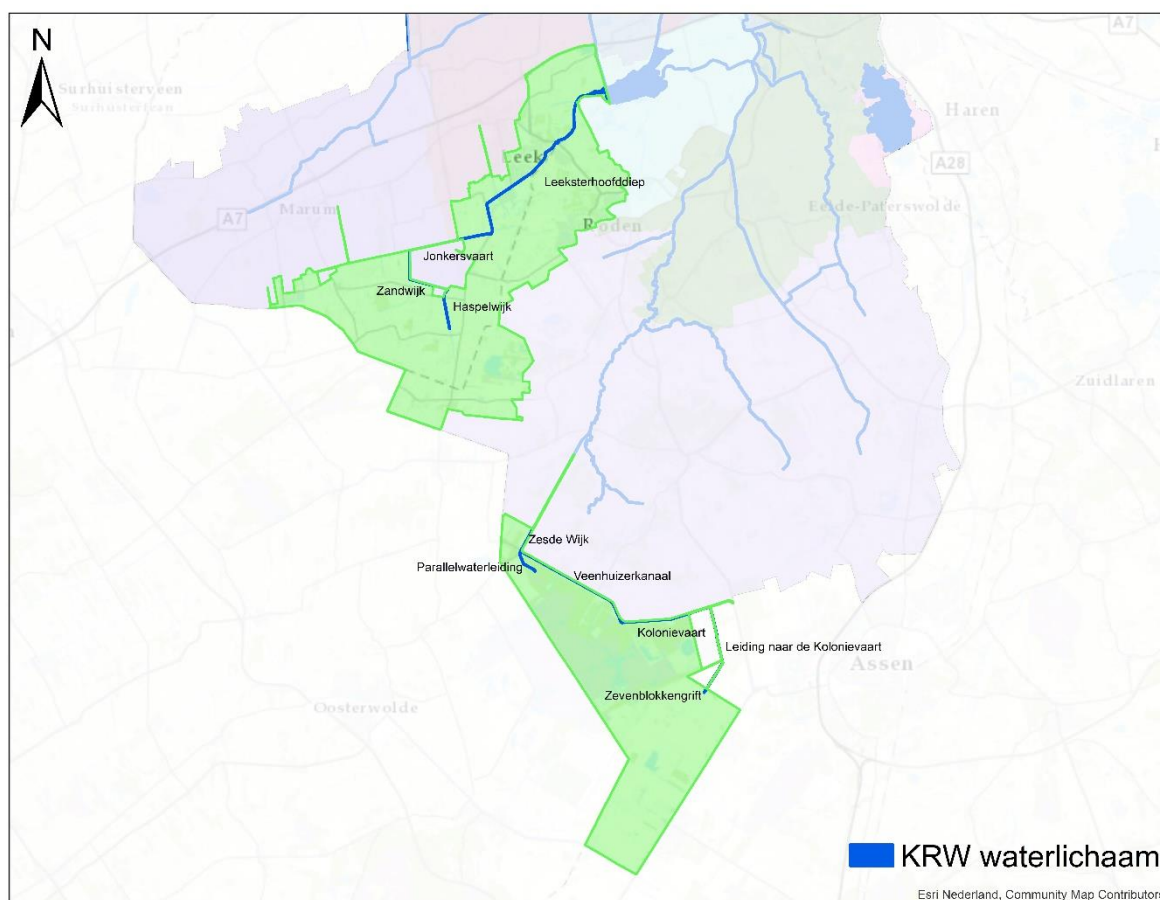 N
A7
Surhuisterveen
Surhústerfean
Haren
A28
Leek
Leeksterhoofddiep
Marum
A7
Eelde-Paterswolde
Roden
Jonkersvaart
Zandwijk
Haspelwijk
Zuidlaren
Zesde Wijk
Parallelwaterleiding
Veenhuizerkanaal
Kolonievaart
Leiding naar de Kolonievaart
Assen
Zevenblokkengrift
Oosterwolde
KRW waterlichaam
Esri Nederland, Community Map Contributors